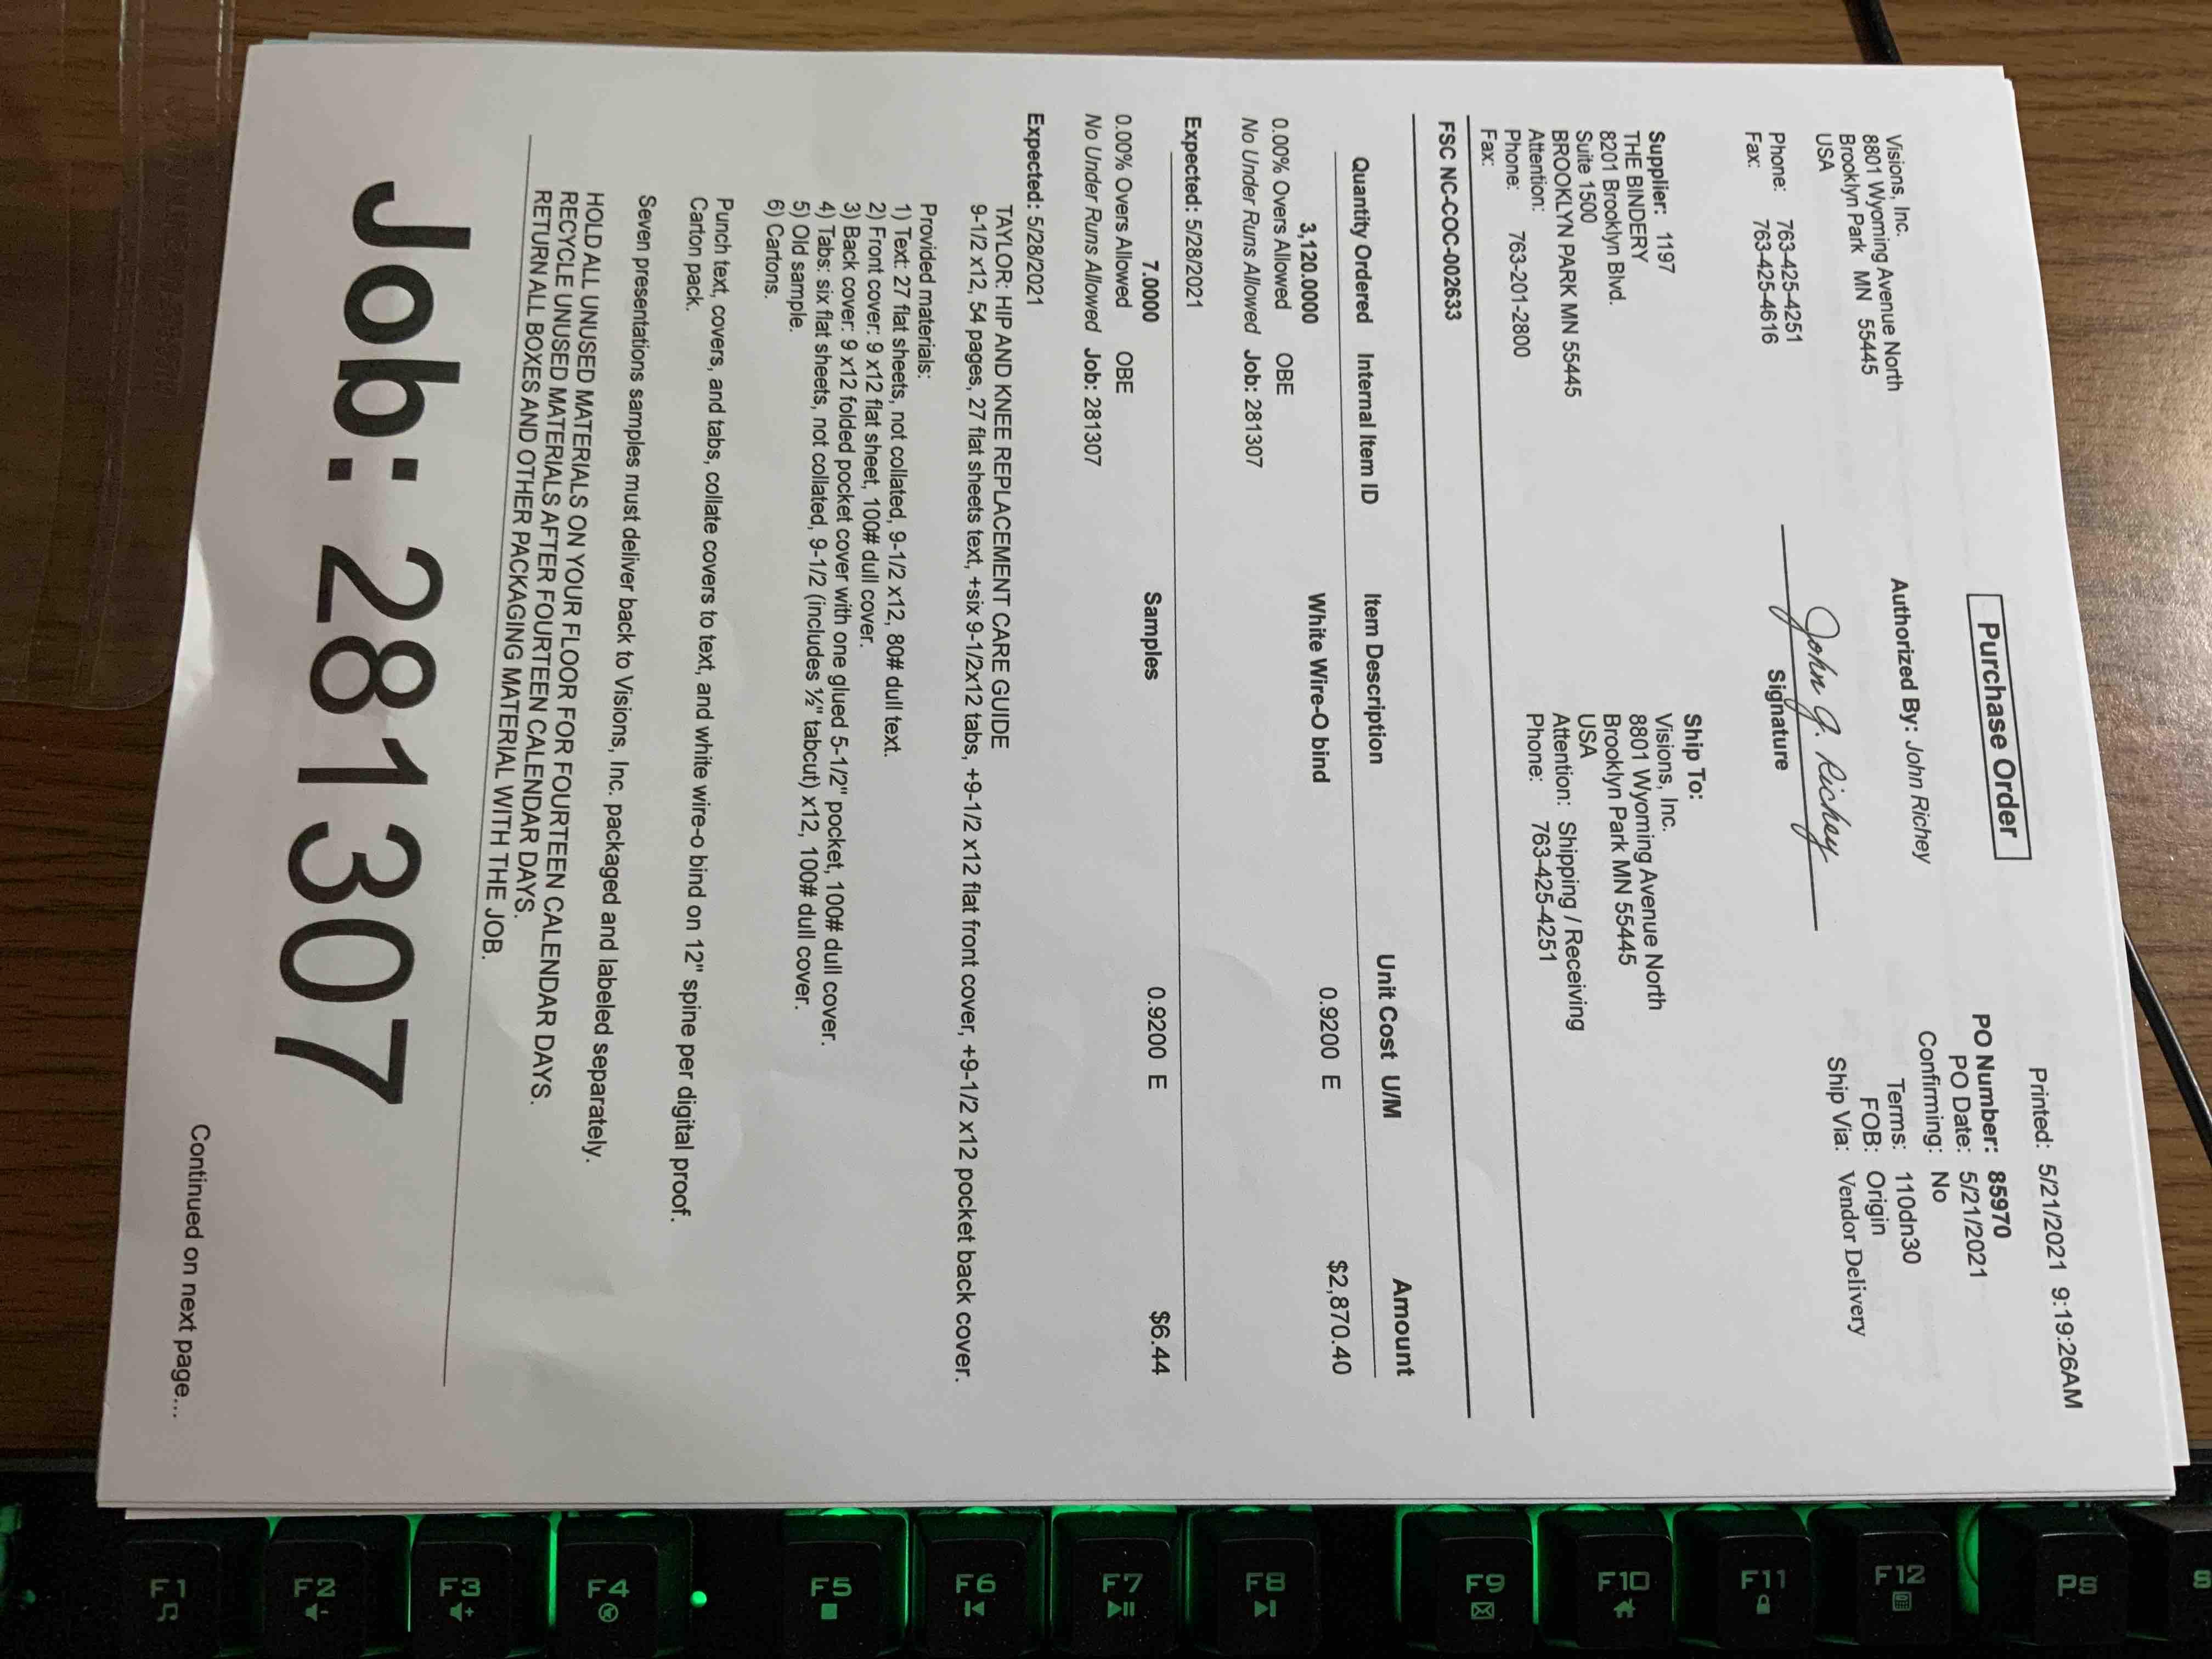 Printed: 5/21/2021 9:19:26AM
Purchase Order
Visions, Inc.
8801 Wyoming Avenue North
Brooklyn Park MN 55445
USA
Phone: 763-425-4251
Fax: 763-425-4616
Authorized By: John Richey
John J. Richey
Signature
PO Number: 85970
PO Date: 5/21/2021
Confirming: No
Terms: 110dn30
FOB: Origin
Ship Via: Vendor Delivery
Supplier: 1197
THE BINDERY
8201 Brooklyn Blvd.
Suite 1500
BROOKLYN PARK MN 55445
Attention:
Phone: 763-201-2800
Fax:
Ship To:
Visions, Inc.
8801 Wyoming Avenue North
Brooklyn Park MN 55445
USA
Attention: Shipping / Receiving
Phone: 763-425-4251
FSC NC-COC-002633
Quantity Ordered Internal Item ID Item Description Unit Cost U/M Amount
3,120.0000 White Wire-O bind 0.9200 E $2,870.40
0.00% Overs Allowed OBE
No Under Runs Allowed Job: 281307
Expected: 5/28/2021
7.0000 Samples 0.9200 E $6.44
0.00% Overs Allowed OBE
No Under Runs Allowed Job: 281307
Expected: 5/28/2021
TAYLOR: HIP AND KNEE REPLACEMENT CARE GUIDE
9-1/2 x12, 54 pages, 27 flat sheets text, +six 9-1/2x12 tabs, +9-1/2 x12 flat front cover, +9-1/2 x12 pocket back cover.
Provided materials:
1) Text: 27 flat sheets, not collated, 9-1/2 x12, 80# dull text.
2) Front cover: 9 x12 flat sheet, 100# dull cover.
3) Back cover: 9 x12 folded pocket cover with one glued 5-1/2" pocket, 100# dull cover.
4) Tabs: six flat sheets, not collated, 9-1/2 (includes ½" tabcut) x12, 100# dull cover.
5) Old sample.
6) Cartons.
Punch text, covers, and tabs, collate covers to text, and white wire-o bind on 12" spine per digital proof.
Carton pack.
Seven presentations samples must deliver back to Visions, Inc. packaged and labeled separately.
HOLD ALL UNUSED MATERIALS ON YOUR FLOOR FOR FOURTEEN CALENDAR DAYS.
RECYCLE UNUSED MATERIALS AFTER FOURTEEN CALENDAR DAYS.
RETURN ALL BOXES AND OTHER PACKAGING MATERIAL WITH THE JOB.
Job: 281307
Continued on next page...
F1 F2 F3 F4 F5 F6 F7 F8 F9 F10 F11 F12 PS